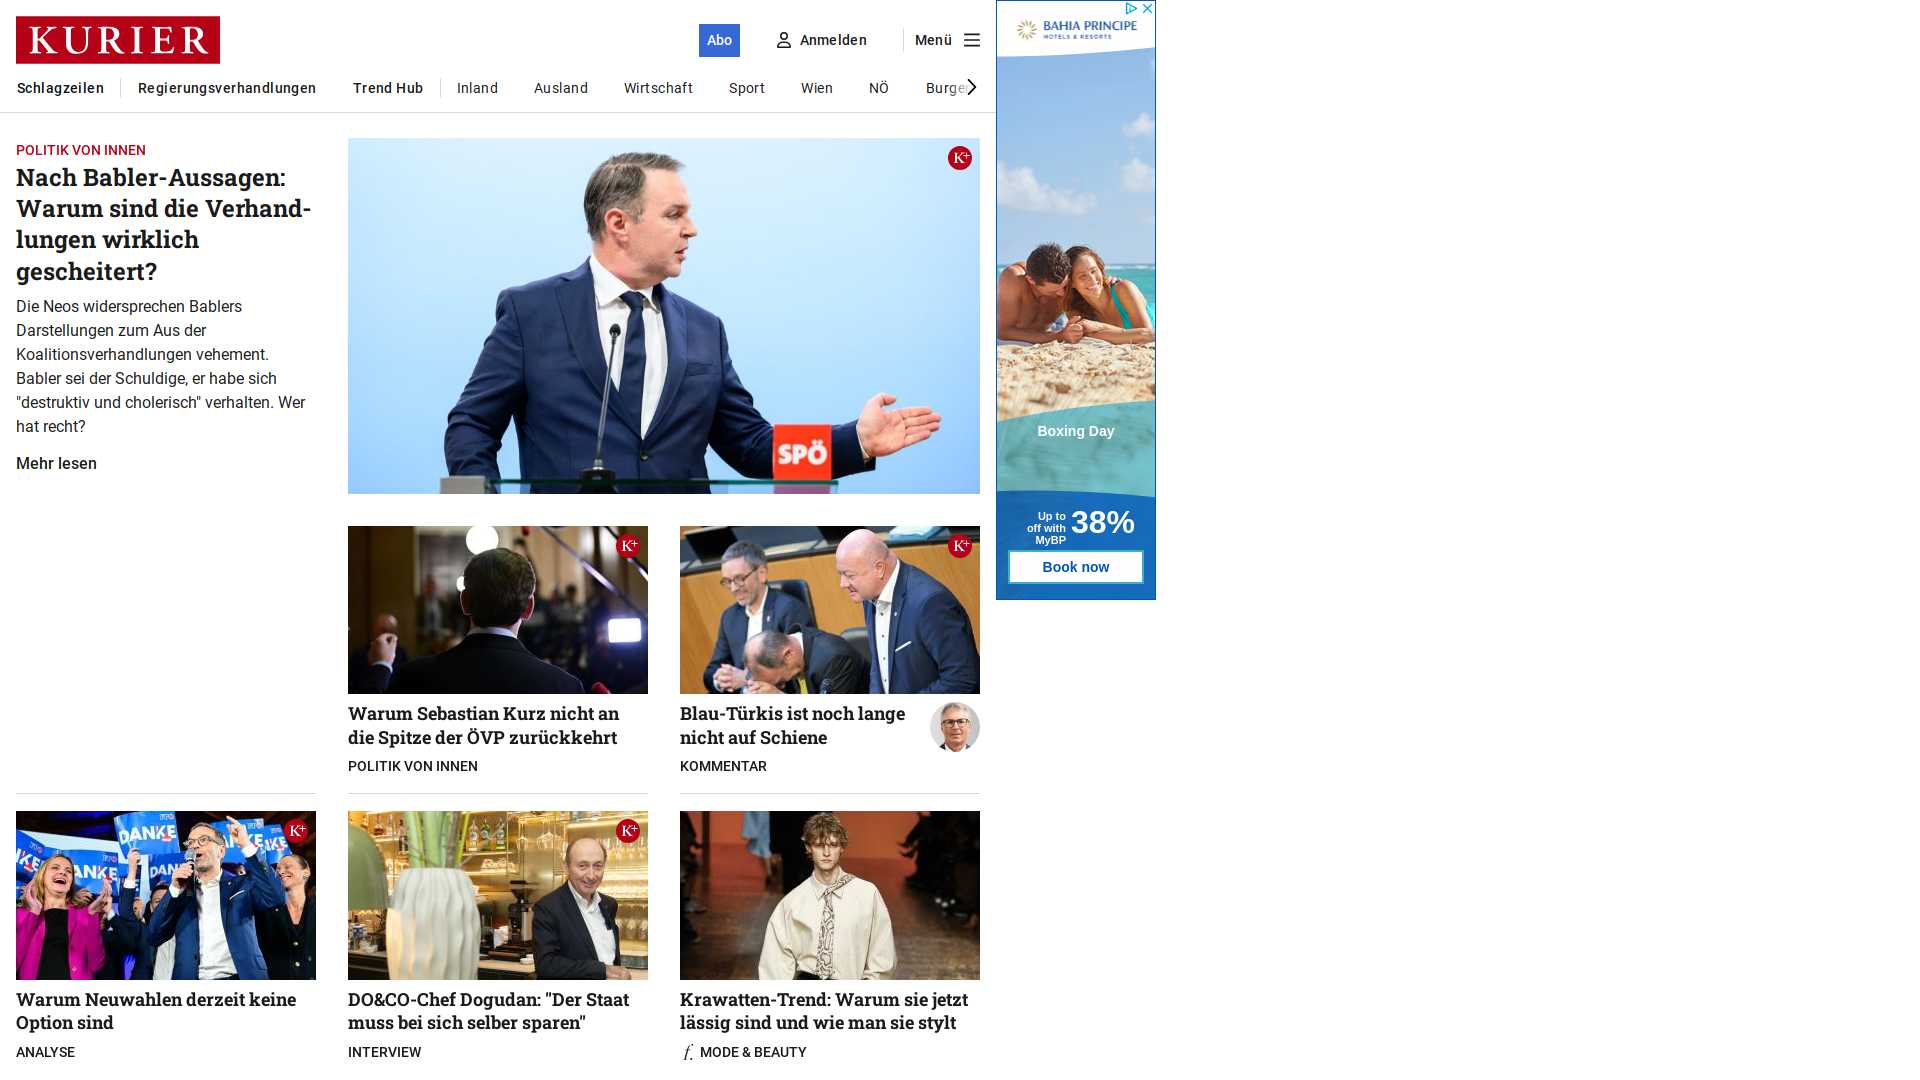 KURIER
Abo
Anmelden
Menü
Schlagzeilen
Regierungsverhandlungen
Trend Hub
Inland
Ausland
Wirtschaft
Sport
Wien
NÖ
POLITIK VON INNEN
Nach Babler-Aussagen:
Warum sind die Verhand-
lungen wirklich
gescheitert?
Die Neos widersprechen Bablers
Darstellungen zum Aus der
Koalitionsverhandlungen vehement.
Babler sei der Schuldige, er habe sich
"destruktiv und cholerisch" verhalten. Wer
hat recht?
Mehr lesen
K+
SPÖ
K+
Warum Sebastian Kurz nicht an
die Spitze der ÖVP zurückkehrt
POLITIK VON INNEN
K+
Blau-Türkis ist noch lange
nicht auf Schiene
KOMMENTAR
DANKE
DANKE
K+
Warum Neuwahlen derzeit keine
Option sind
ANALYSE
K+
DO&CO-Chef Dogudan: "Der Staat
muss bei sich selber sparen"
INTERVIEW
Krawatten-Trend: Warum sie jetzt
lässig sind und wie man sie stylt
f. MODE & BEAUTY
BAHIA PRINCIPE
HOTELS & RESORTS
Boxing Day
Up to
off with
MyBP
38%
Book now